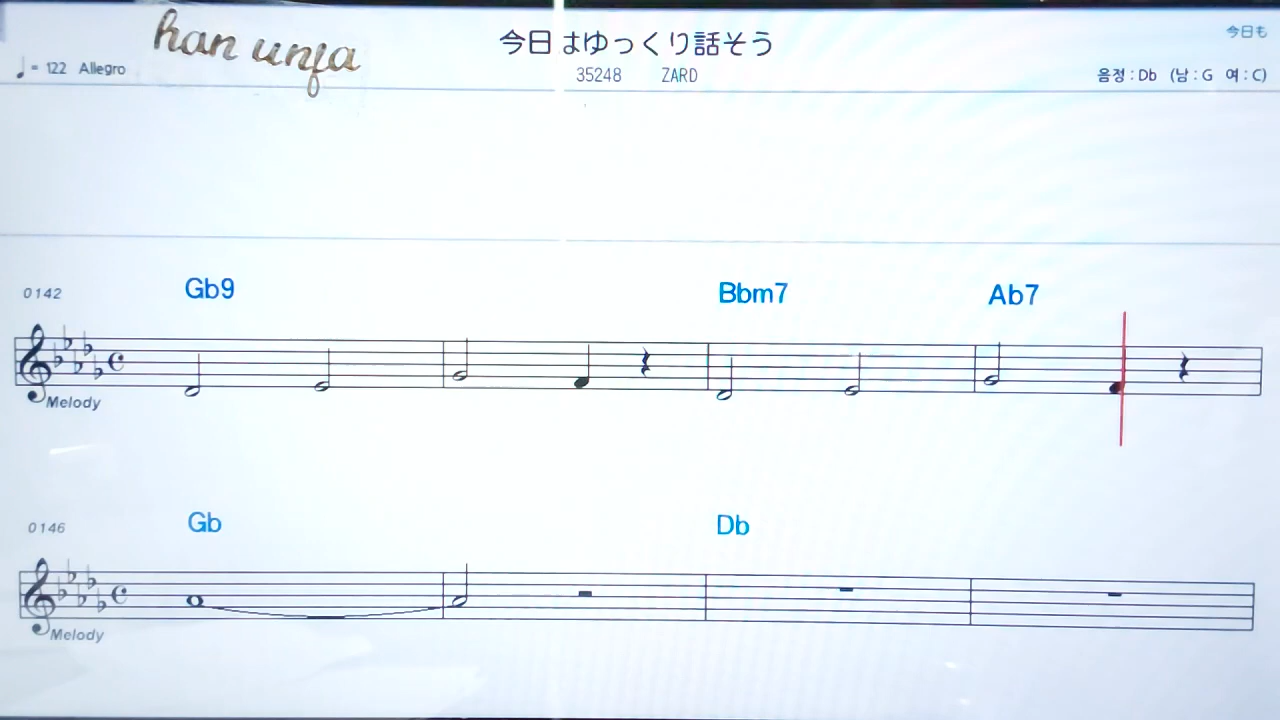 han unfa
今日はゆっくり話そう
今日も
♩= 122 Allegro
35248 ZARD
음정 : Db (남 : G 여 : C)
0142 Gb9 Bbm7 Ab7
Melody
0146 Gb Db
Melody